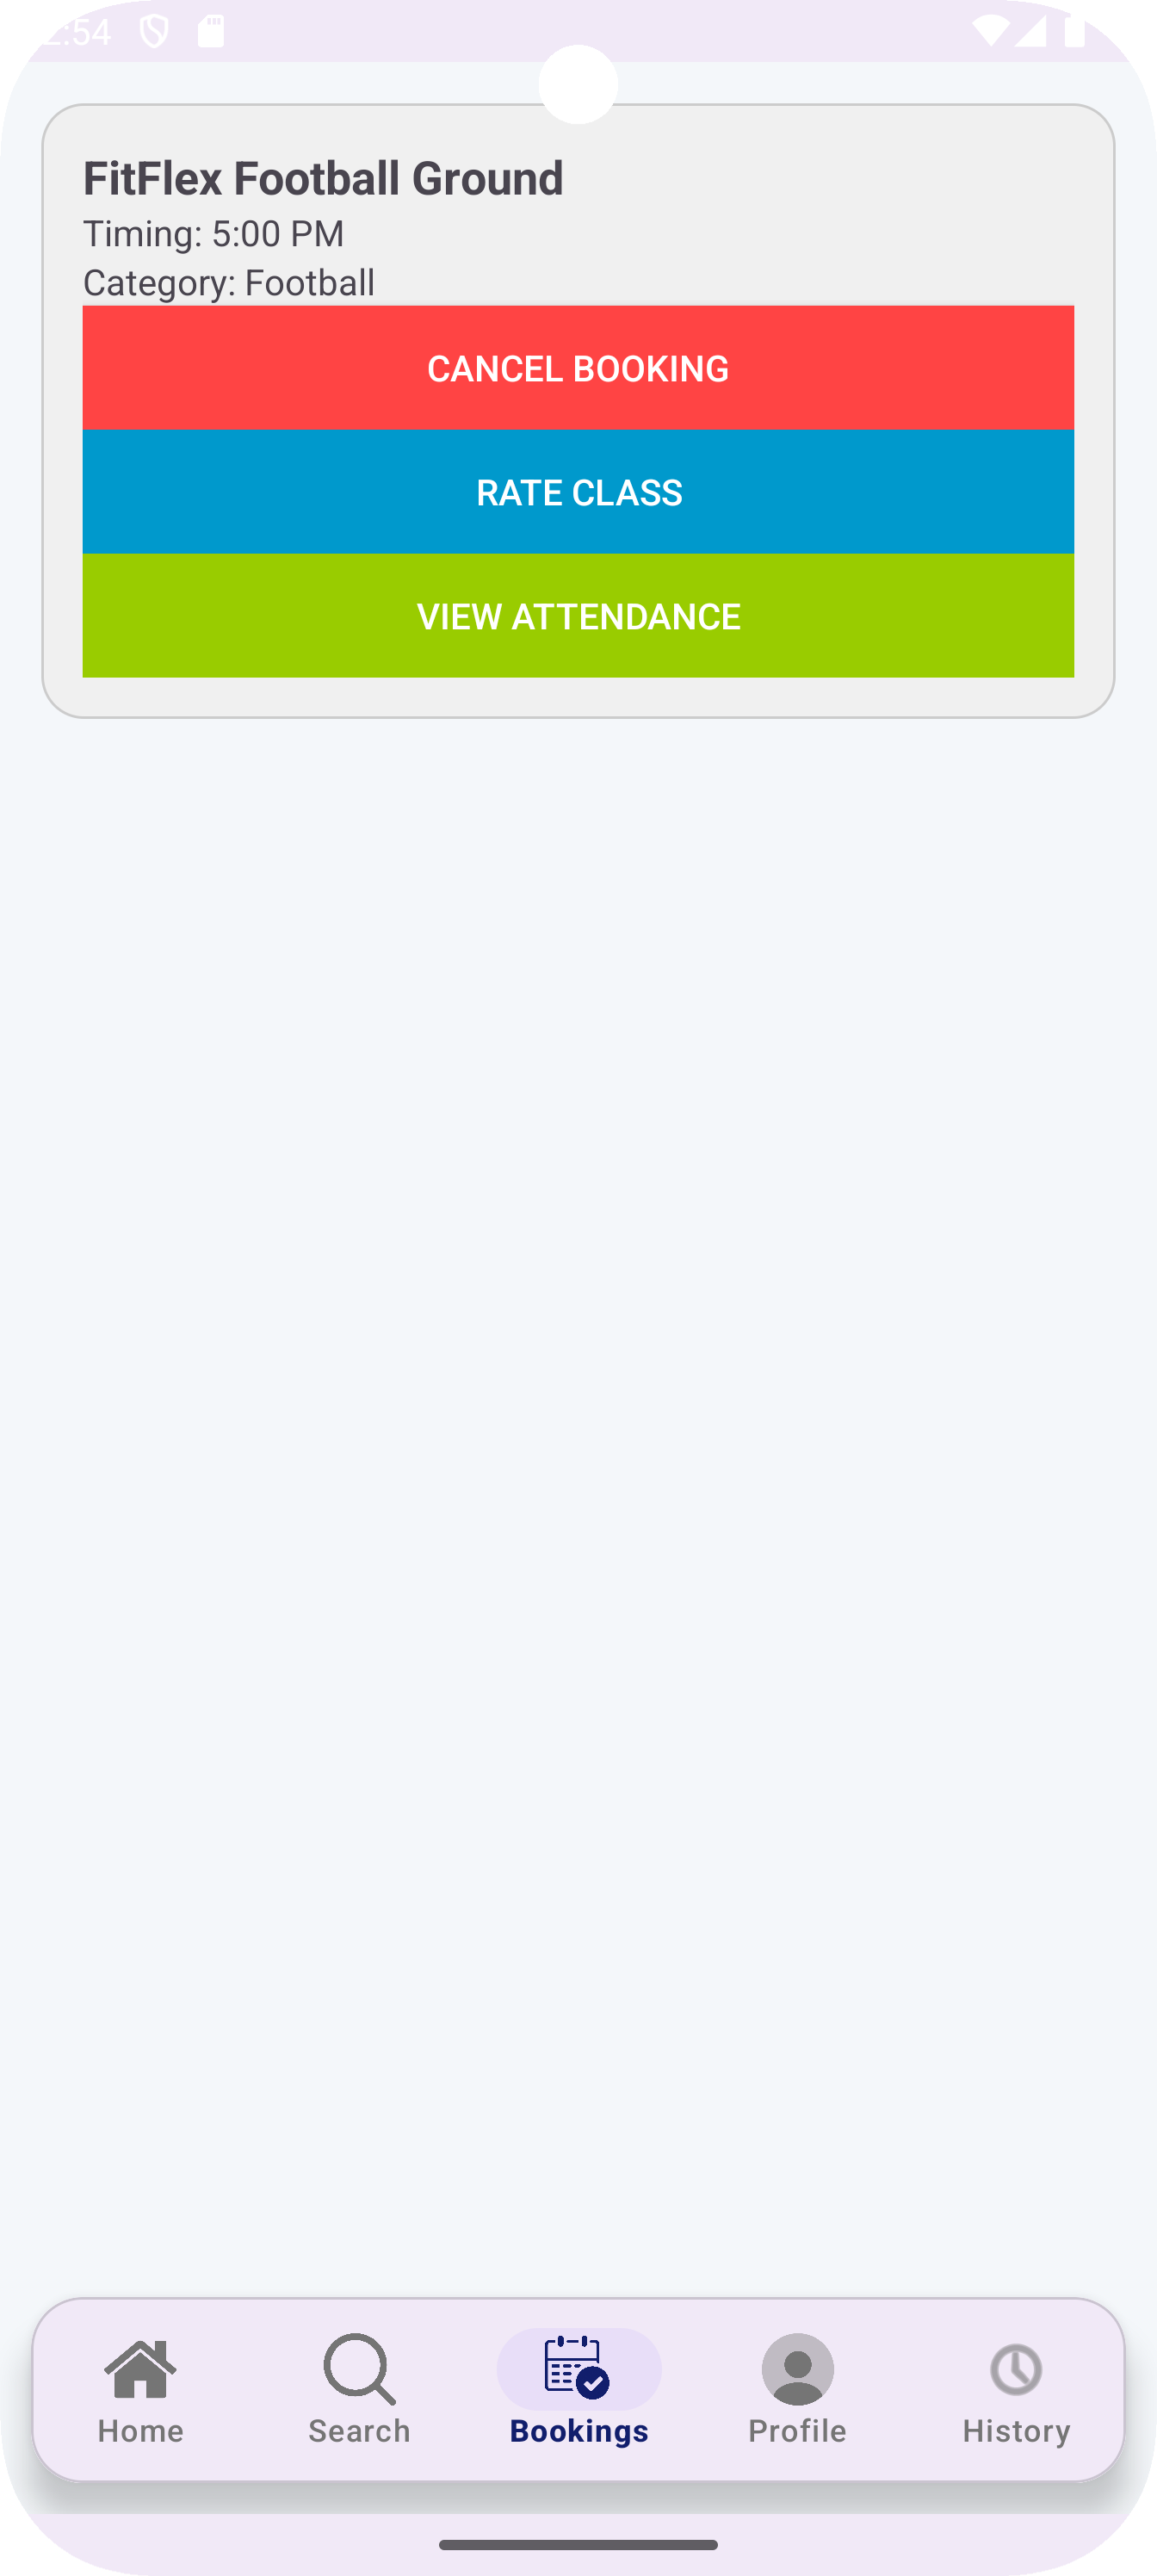 :54
FitFlex Football Ground
Timing: 5:00 PM
Category: Football
CANCEL BOOKING
RATE CLASS
VIEW ATTENDANCE
Home
Search
Bookings
Profile
History